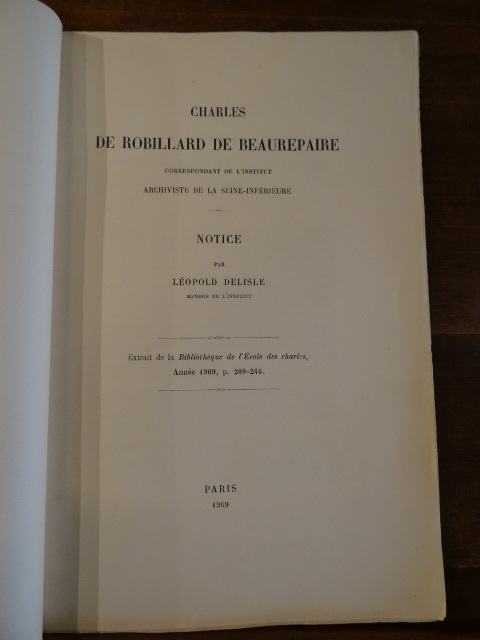 CHARLES
DE ROBILLARD DE BEAUREPAIRE
CORRESPONDANT DE L'INSTITUT
ARCHIVISTE DE LA SEINE-INFÉRIEURE
NOTICE
PAR
LÉOPOLD DELISLE
MEMBRE DE L'INSTITUT
Extrait de la Bibliothèque de l'École des chartes,
Année 1909, p. 209-246.
PARIS
1909